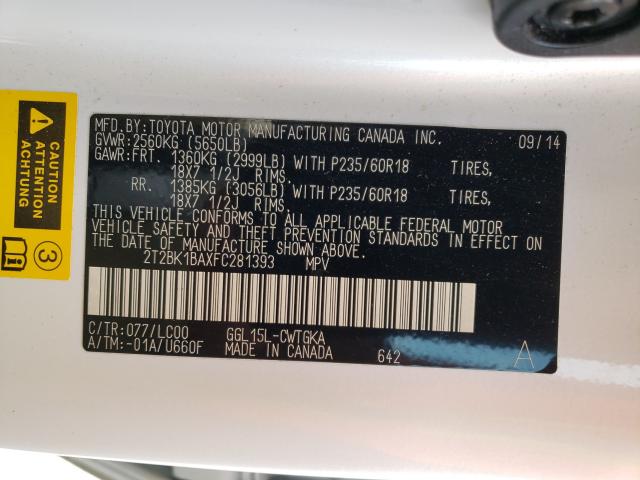 MFD.BY:TOYOTA MOTOR MANUFACTURING CANADA INC. 09/14
GVWR:2560KG (5650LB)
GAWR:FRT. 1360KG (2999LB) WITH P235/60R18 TIRES,
18X7 1/2J RIMS.
RR. 1385KG (3056LB) WITH P235/60R18 TIRES,
18X7 1/2J RIMS.
THIS VEHICLE CONFORMS TO ALL APPLICABLE FEDERAL MOTOR
VEHICLE SAFETY AND THEFT PREVENTION STANDARDS IN EFFECT ON
THE DATE OF MANUFACTURE SHOWN ABOVE.
2T2BK1BAXFC281393 MPV
C/TR:077/LC00 GGL15L-CWTGKA
A/TM:-01A/U660F MADE IN CANADA 642 A
CAUTION
ATTENTION
ACHTUNG
3